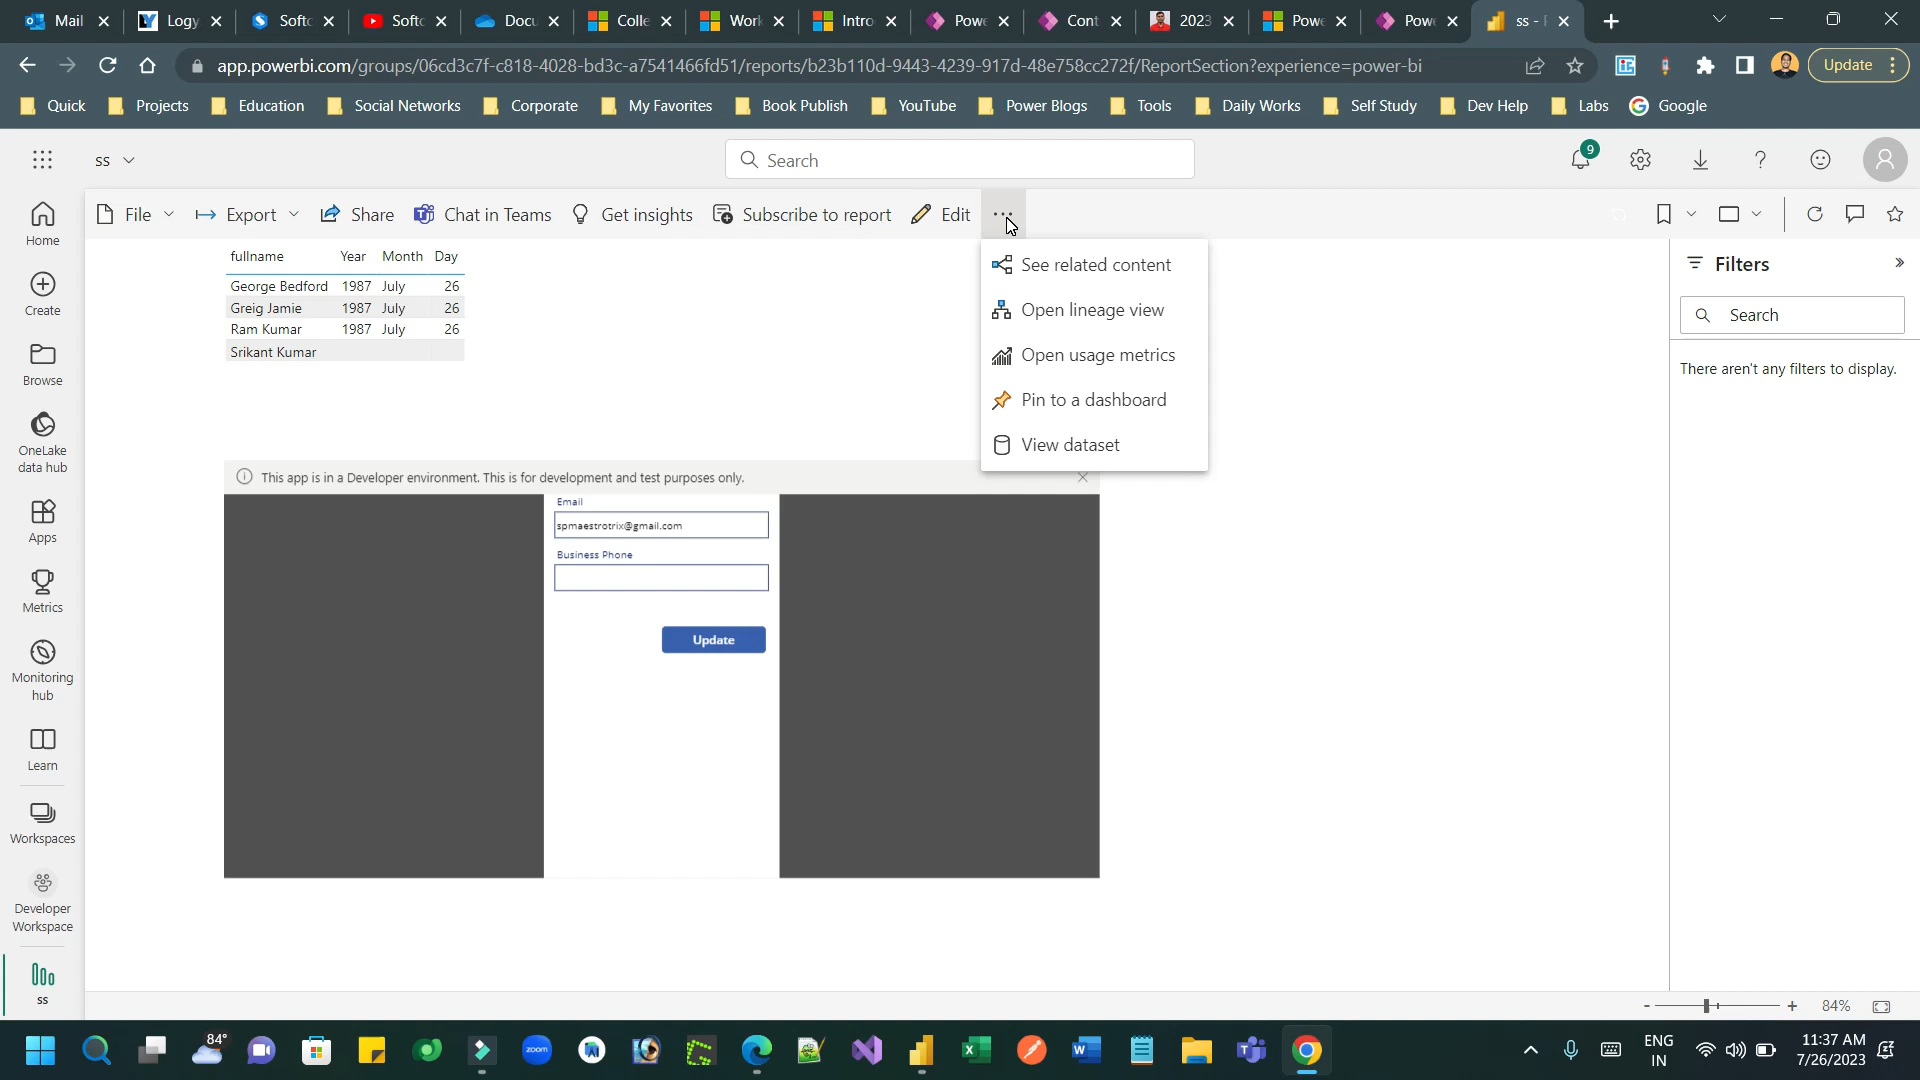 Mail
Logy
Softc
Softc
Docu
Colle
Work
Intro
Powe
Cont
2023
Powe
Powe
ss - F
app.powerbi.com/groups/06cd3c7f-c818-4028-bd3c-a7541466fd51/reports/b23b110d-9443-4239-917d-48e758cc272f/ReportSection?experience=power-bi
Update
Quick
Projects
Education
Social Networks
Corporate
My Favorites
Book Publish
YouTube
Power Blogs
Tools
Daily Works
Self Study
Dev Help
Labs
Google
ss
Search
9
File
Export
Share
Chat in Teams
Get insights
Subscribe to report
Edit
Home
Create
Browse
OneLake
data hub
Apps
Metrics
Monitoring
hub
Learn
Workspaces
Developer
Workspace
ss
fullname Year Month Day
George Bedford 1987 July 26
Greig Jamie 1987 July 26
Ram Kumar 1987 July 26
Srikant Kumar
See related content
Open lineage view
Open usage metrics
Pin to a dashboard
View dataset
This app is in a Developer environment. This is for development and test purposes only.
Email
spmaestrotrix@gmail.com
Business Phone
Update
Filters
Search
There aren't any filters to display.
- + 84%
84°
zoom
ENG
IN
11:37 AM
7/26/2023